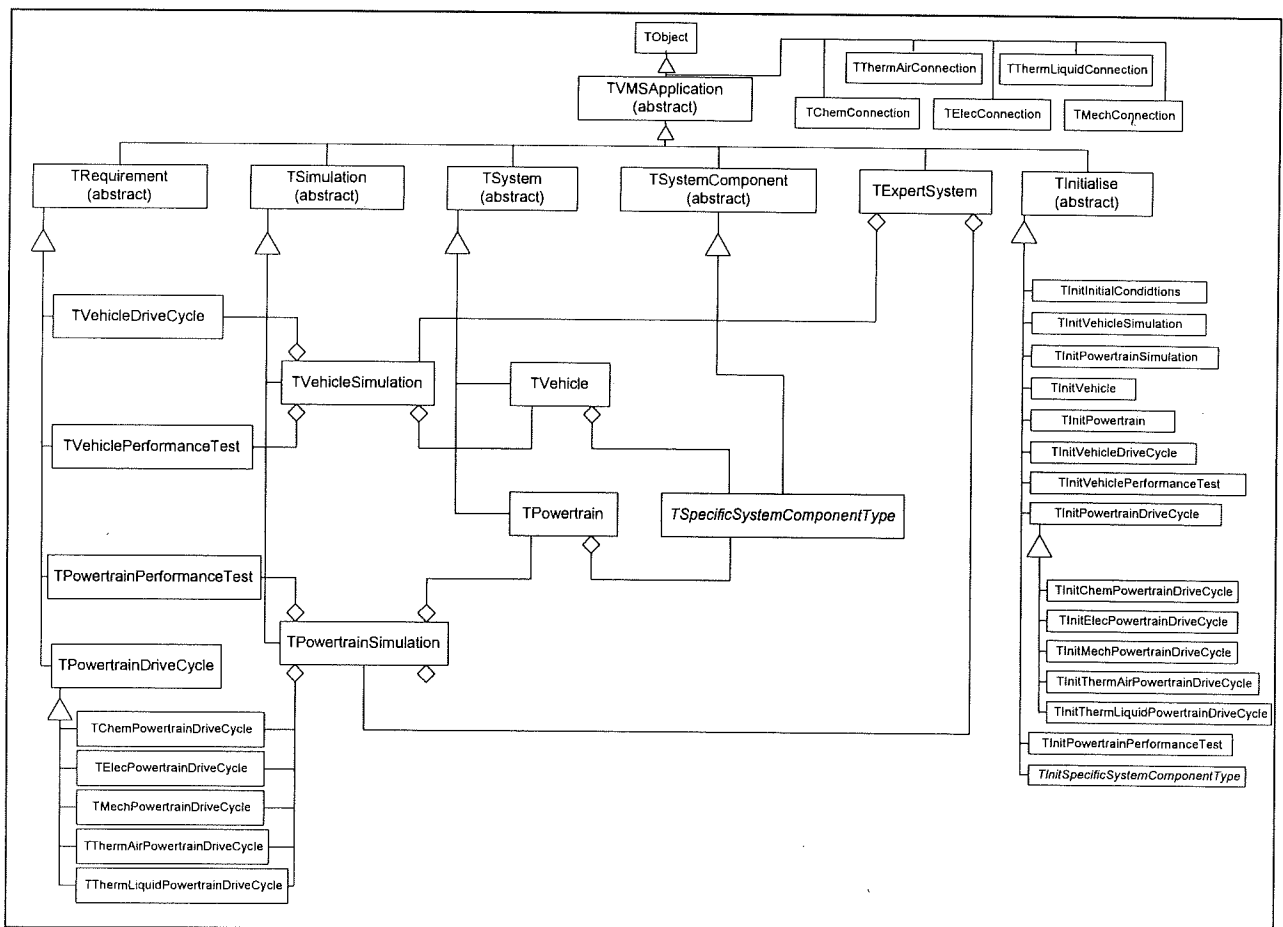 TObject
TThermAirConnection
TThermLiquidConnection
TVMSApplication
(abstract)
TChemConnection
TElecConnection
TMechConnection
TRequirement
(abstract)
TSimulation
(abstract)
TSystem
(abstract)
TSystemComponent
(abstract)
TExpertSystem
TInitialise
(abstract)
TVehicleDriveCycle
TVehicleSimulation
TVehicle
TVehiclePerformanceTest
TPowertrain
TSpecificSystemComponentType
TPowertrainPerformanceTest
TPowertrainSimulation
TPowertrainDriveCycle
TChemPowertrainDriveCycle
TElecPowertrainDriveCycle
TMechPowertrainDriveCycle
TThermAirPowertrainDriveCycle
TThermLiquidPowertrainDriveCycle
TInitInitialCondidtions
TInitVehicleSimulation
TInitPowertrainSimulation
TInitVehicle
TInitPowertrain
TInitVehicleDriveCycle
TInitVehiclePerformanceTest
TInitPowertrainDriveCycle
TInitChemPowertrainDriveCycle
TInitElecPowertrainDriveCycle
TInitMechPowertrainDriveCycle
TInitThermAirPowertrainDriveCycle
TInitThermLiquidPowertrainDriveCycle
TInitPowertrainPerformanceTest
TInitSpecificSystemComponentType